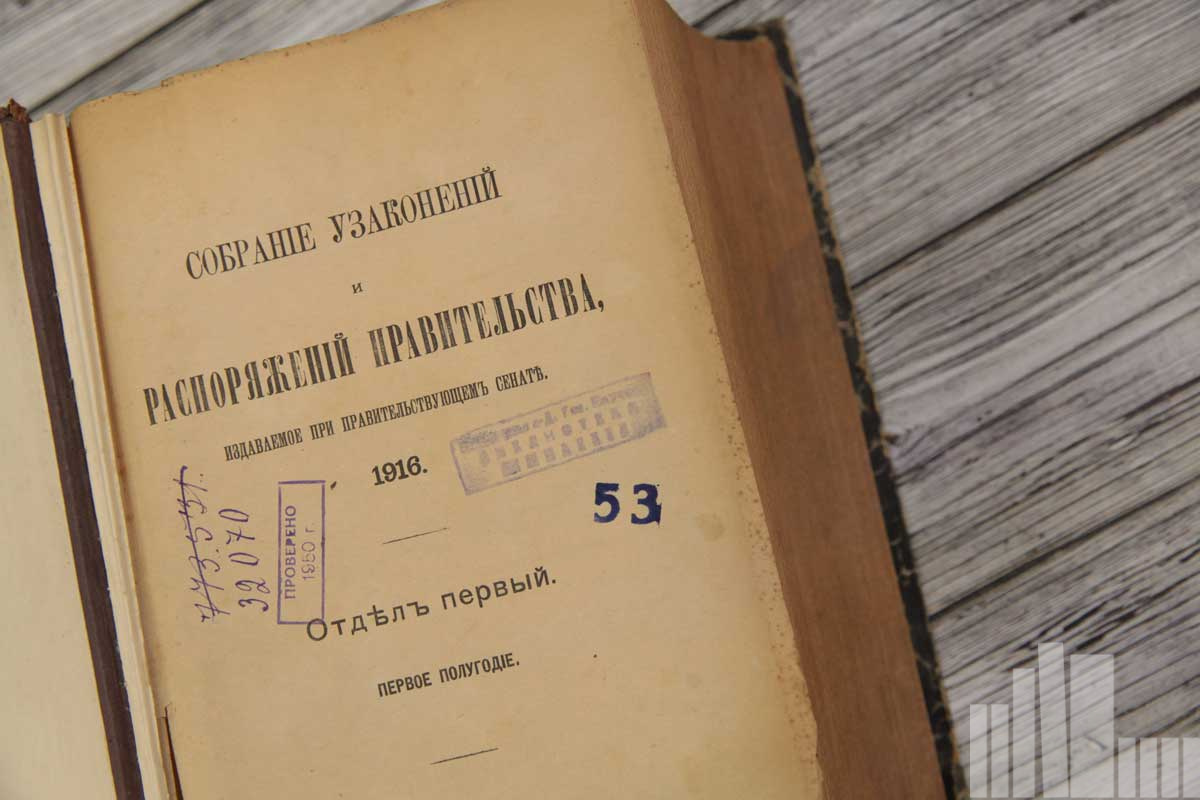 СОБРАНІЕ УЗАКОНЕНІЙ
и
РАСПОРЯЖЕНІЙ ПРАВИТЕЛЬСТВА,
ИЗДАВАЕМОЕ ПРИ ПРАВИТЕЛЬСТВУЮЩЕМЪ СЕНАТѢ.
1916.
53
32070
ПРОВЕРЕНО
1950 г.
Отдѣлъ первый.
ПЕРВОЕ ПОЛУГОДІЕ.